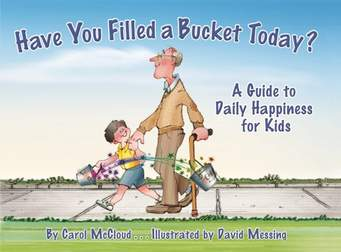 Have You Filled a Bucket Today?
A Guide to
Daily Happiness
for Kids
By Carol McCloud . . . Illustrated by David Messing